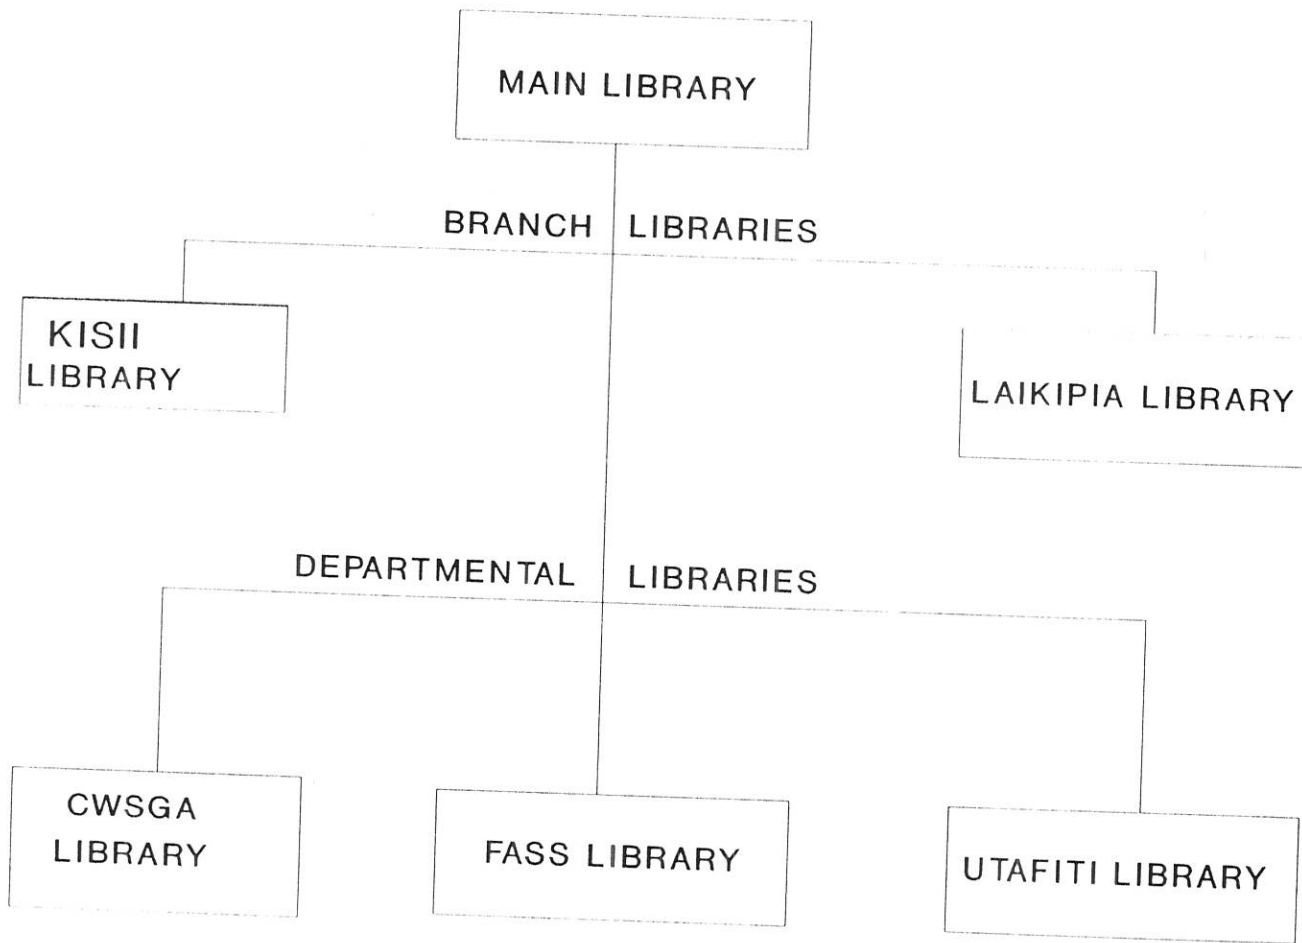 MAIN LIBRARY
BRANCH LIBRARIES
KISII
LIBRARY
LAIKIPIA LIBRARY
DEPARTMENTAL LIBRARIES
CWSGA
LIBRARY
FASS LIBRARY
UTAFITI LIBRARY